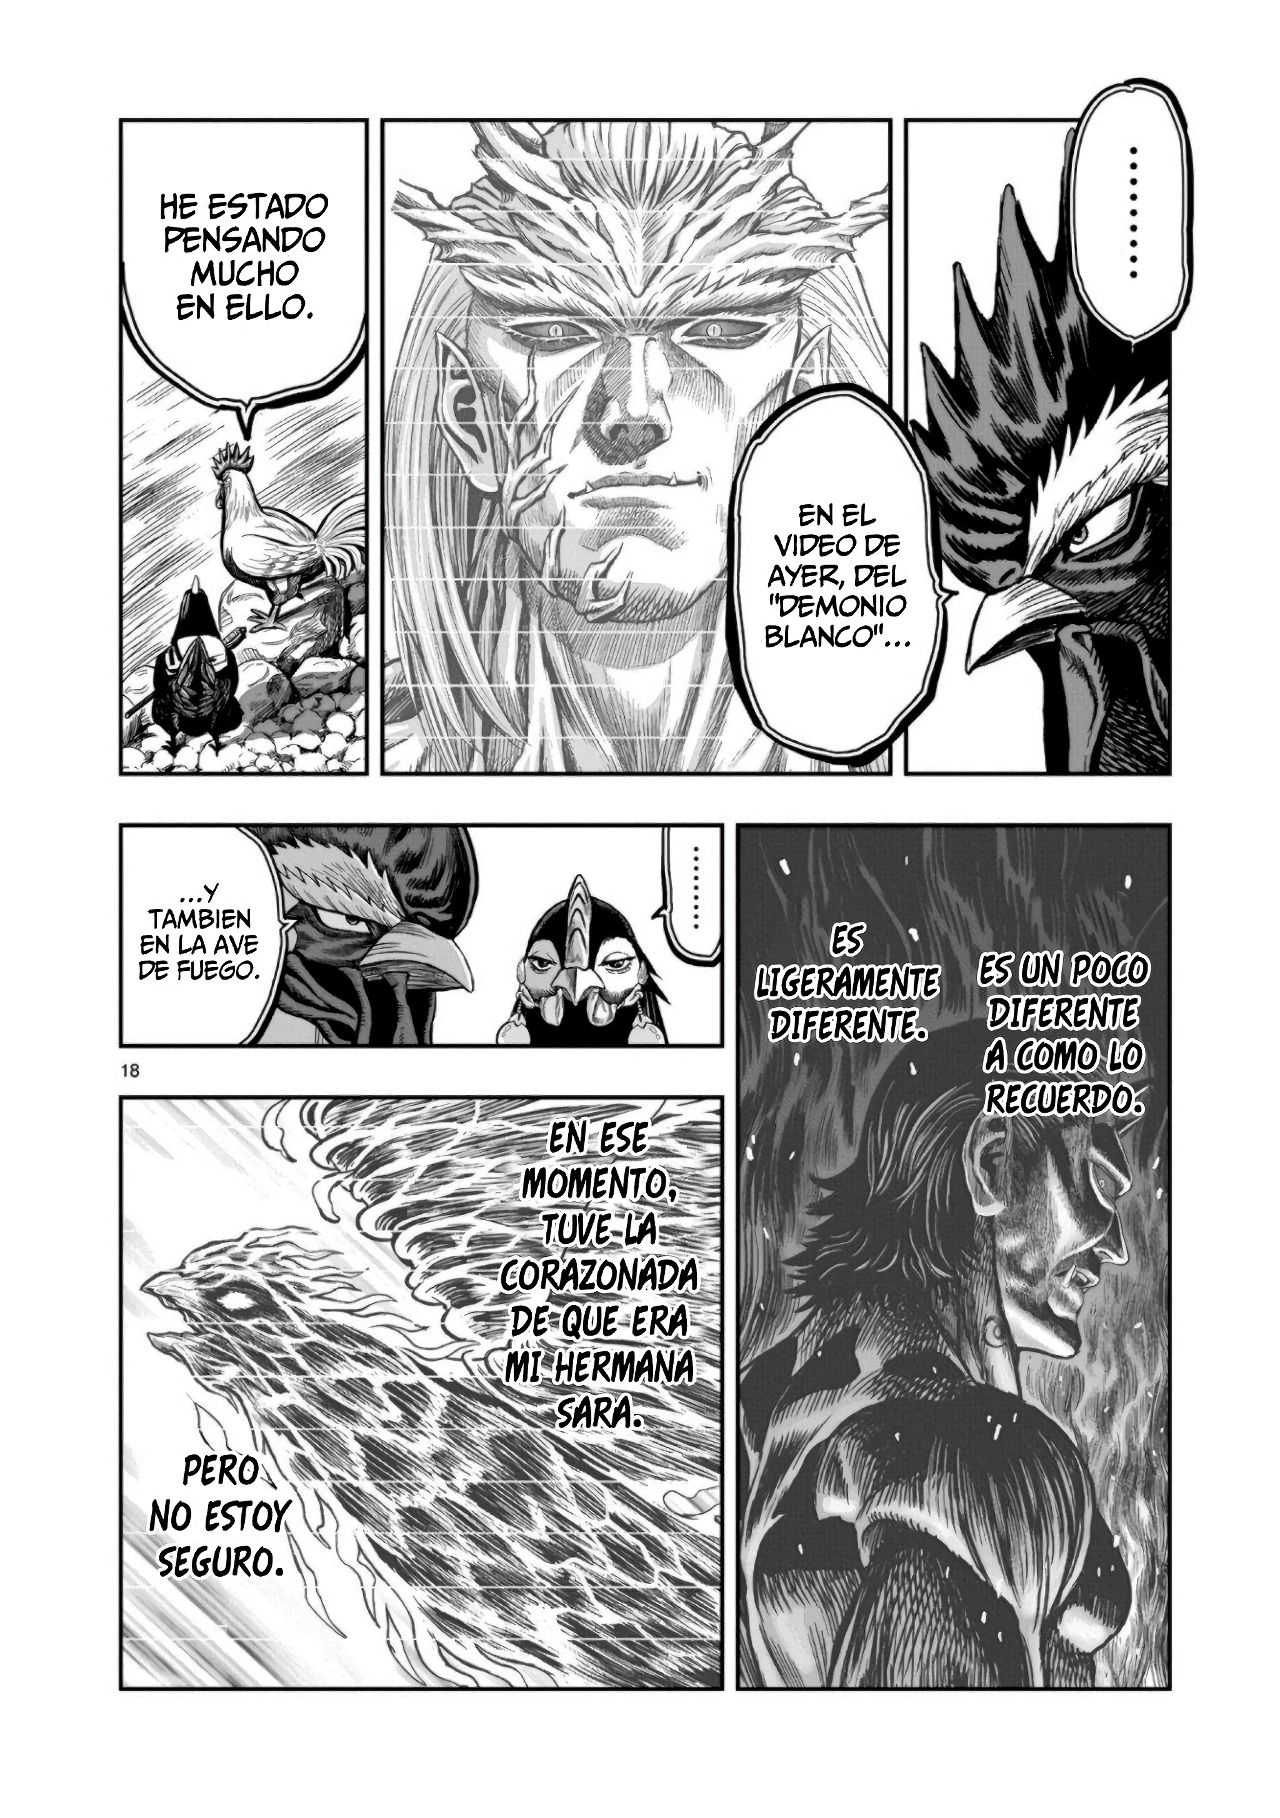 ..........
EN EL
VIDEO DE
AYER, DEL
"DEMONIO
BLANCO"...
HE ESTADO
PENSANDO
MUCHO
EN ELLO.
ES UN POCO
DIFERENTE
A COMO LO
RECUERDO.
ES
LIGERAMENTE
DIFERENTE.
........
...Y
TAMBIEN
EN LA AVE
DE FUEGO.
EN ESE
MOMENTO,
TUVE LA
CORAZONADA
DE QUE ERA
MI HERMANA
SARA.
PERO
NO ESTOY
SEGURO.
18